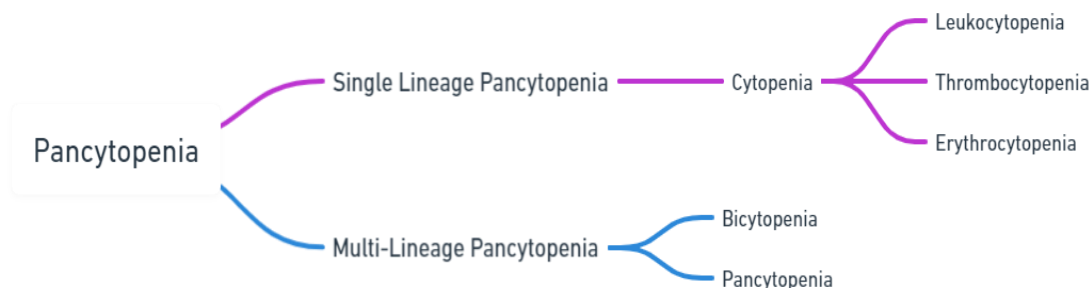 Pancytopenia
Single Lineage Pancytopenia
Cytopenia
Leukocytopenia
Thrombocytopenia
Erythrocytopenia
Multi-Lineage Pancytopenia
Bicytopenia
Pancytopenia